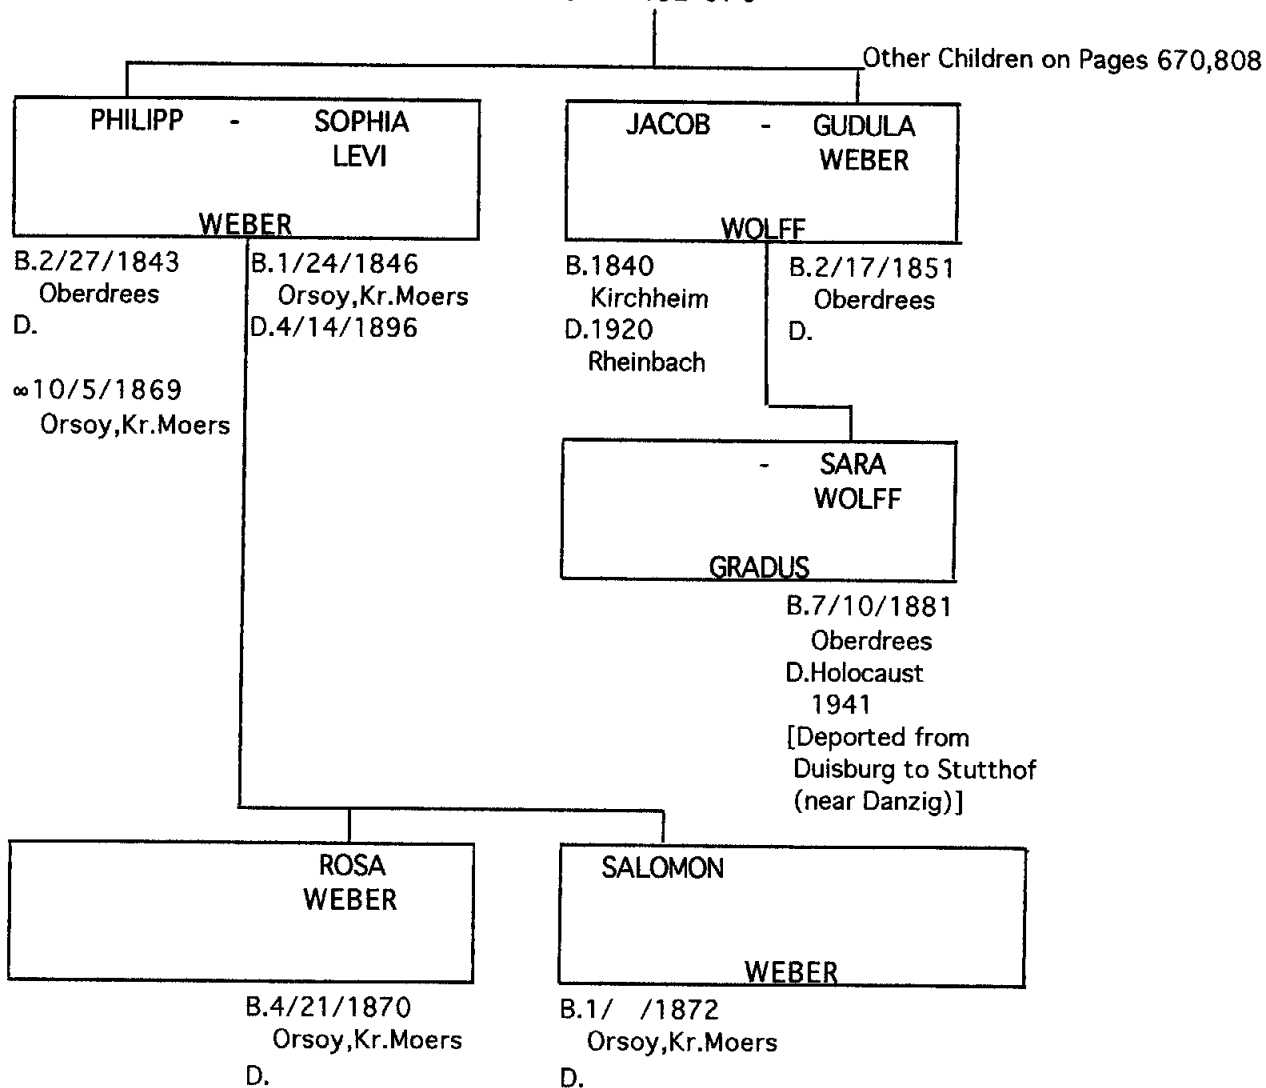 Other Children on Pages 670,808
PHILIPP - SOPHIA
LEVI
WEBER
B.2/27/1843
Oberdrees
D.
∞10/5/1869
Orsoy,Kr.Moers
B.1/24/1846
Orsoy,Kr.Moers
D.4/14/1896
JACOB - GUDULA
WEBER
WOLFF
B.1840
Kirchheim
D.1920
Rheinbach
B.2/17/1851
Oberdrees
D.
- SARA
WOLFF
GRADUS
B.7/10/1881
Oberdrees
D.Holocaust
1941
[Deported from
Duisburg to Stutthof
(near Danzig)]
ROSA
WEBER
B.4/21/1870
Orsoy,Kr.Moers
D.
SALOMON
WEBER
B.1/ /1872
Orsoy,Kr.Moers
D.